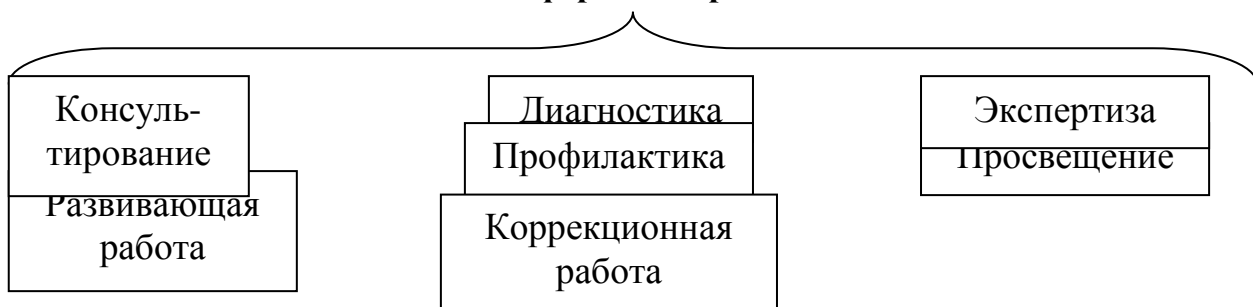 Консуль-
тирование
Развивающая
работа
Диагностика
Профилактика
Коррекционная
работа
Экспертиза
Просвещение